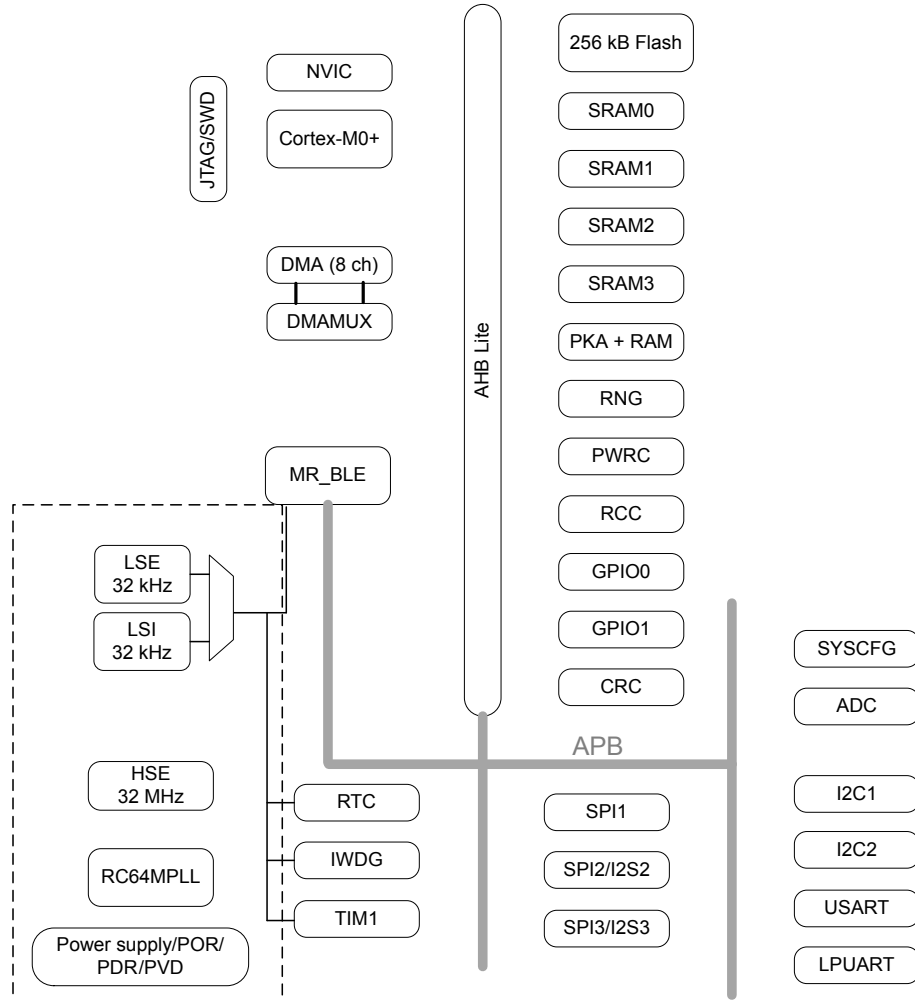 256 kB Flash
NVIC
JTAG/SWD
Cortex-M0+
SRAM0
SRAM1
SRAM2
DMA (8 ch)
SRAM3
DMAMUX
AHB Lite
PKA + RAM
RNG
MR_BLE
PWRC
RCC
LSE
32 kHz
GPIO0
LSI
32 kHz
GPIO1
SYSCFG
CRC
ADC
APB
HSE
32 MHz
RTC
SPI1
I2C1
I2C2
RC64MPLL
IWDG
SPI2/I2S2
USART
TIM1
SPI3/I2S3
Power supply/POR/
PDR/PVD
LPUART